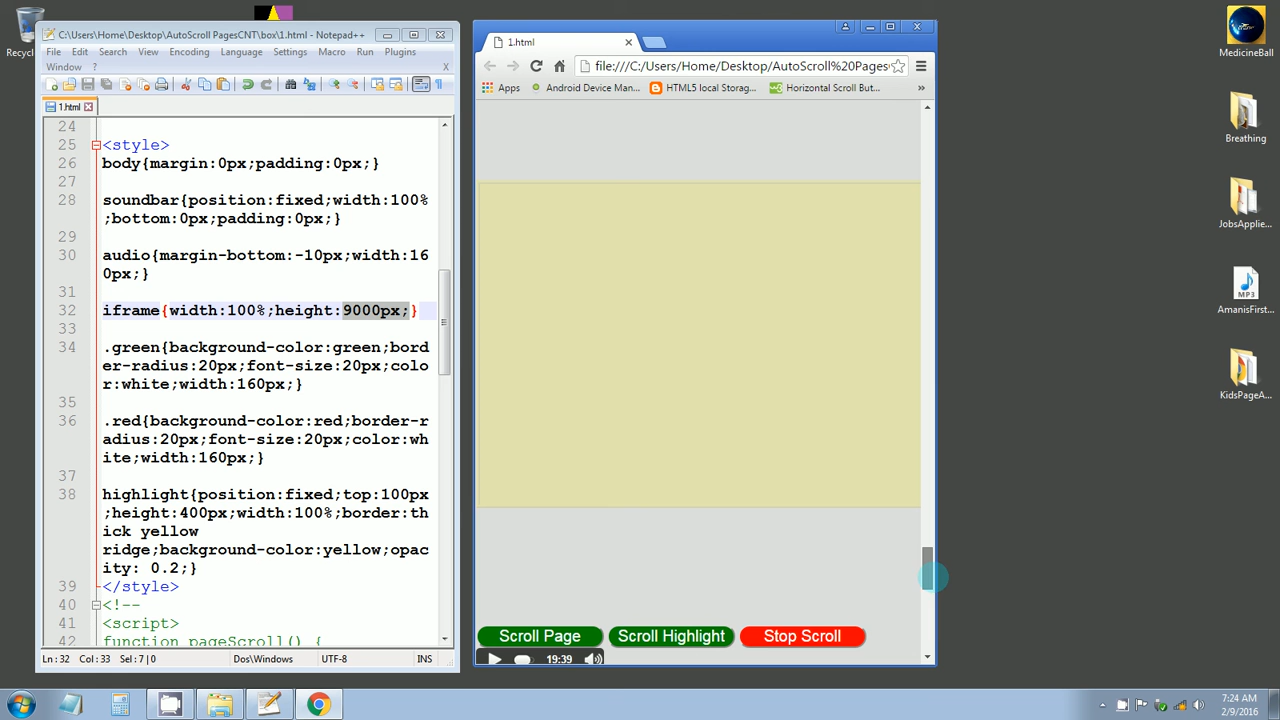 C:\Users\Home\Desktop\AutoScroll PagesCNT\box\1.html - Notepad++
File Edit Search View Encoding Language Settings Macro Run Plugins
Window ? X
1.html
24
25 <style>
26 body{margin:0px;padding:0px;}
27
28 soundbar{position:fixed;width:100%
;bottom:0px;padding:0px;}
29
30 audio{margin-bottom:-10px;width:16
0px;}
31
32 iframe{width:100%;height:9000px;}
33
34 .green{background-color:green;bord
er-radius:20px;font-size:20px;colo
r:white;width:160px;}
35
36 .red{background-color:red;border-r
adius:20px;font-size:20px;color:wh
ite;width:160px;}
37
38 highlight{position:fixed;top:100px
;height:400px;width:100%;border:th
ick yellow
ridge;background-color:yellow;opac
ity: 0.2;}
39 </style>
40 <!--
41 <script>
42 function pageScroll() {
Ln:32 Col:33 Sel:7|0 Dos\Windows UTF-8 INS
1.html
file:///C:/Users/Home/Desktop/AutoScroll%20Pages
Apps Android Device Man... HTML5 local Storag... Horizontal Scroll But... »
Scroll Page Scroll Highlight Stop Scroll
19:39
Recycl
MedicineBall
Breathing
JobsApplie...
MP3
AmanisFirst...
KidsPageA...
7:24 AM
2/9/2016